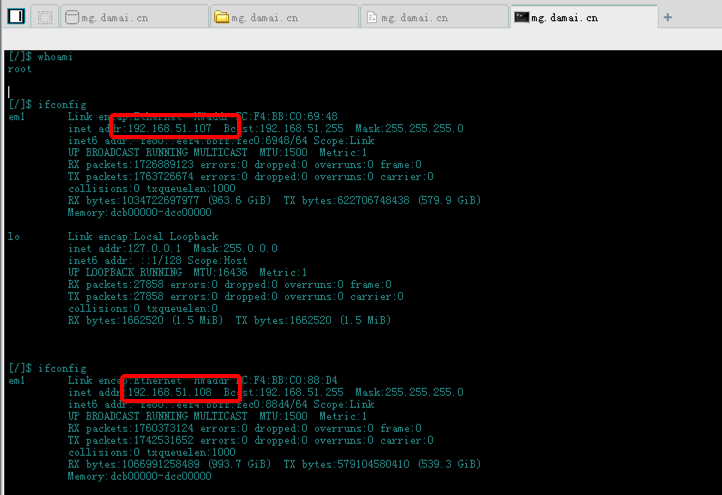 mg.damai.cn mg.damai.cn mg.damai.cn mg.damai.cn +
[/]$ whoami
root
[/]$ ifconfig
em1 Link encap:Ethernet HWaddr EC:F4:BB:C0:69:48
inet addr:192.168.51.107 Bcast:192.168.51.255 Mask:255.255.255.0
inet6 addr: fe80::eef4:bbff:fec0:6948/64 Scope:Link
UP BROADCAST RUNNING MULTICAST MTU:1500 Metric:1
RX packets:1726889123 errors:0 dropped:0 overruns:0 frame:0
TX packets:1763726674 errors:0 dropped:0 overruns:0 carrier:0
collisions:0 txqueuelen:1000
RX bytes:1034722697977 (963.6 GiB) TX bytes:622706748438 (579.9 GiB)
Memory:dcb00000-dcc00000
lo Link encap:Local Loopback
inet addr:127.0.0.1 Mask:255.0.0.0
inet6 addr: ::1/128 Scope:Host
UP LOOPBACK RUNNING MTU:16436 Metric:1
RX packets:27858 errors:0 dropped:0 overruns:0 frame:0
TX packets:27858 errors:0 dropped:0 overruns:0 carrier:0
collisions:0 txqueuelen:0
RX bytes:1662520 (1.5 MiB) TX bytes:1662520 (1.5 MiB)
[/]$ ifconfig
em1 Link encap:Ethernet HWaddr EC:F4:BB:C0:88:D4
inet addr:192.168.51.108 Bcast:192.168.51.255 Mask:255.255.255.0
inet6 addr: fe80::eef4:bbff:fec0:88d4/64 Scope:Link
UP BROADCAST RUNNING MULTICAST MTU:1500 Metric:1
RX packets:1760373124 errors:0 dropped:0 overruns:0 frame:0
TX packets:1742531652 errors:0 dropped:0 overruns:0 carrier:0
collisions:0 txqueuelen:1000
RX bytes:1066991258489 (993.7 GiB) TX bytes:579104580410 (539.3 GiB)
Memory:dcb00000-dcc00000